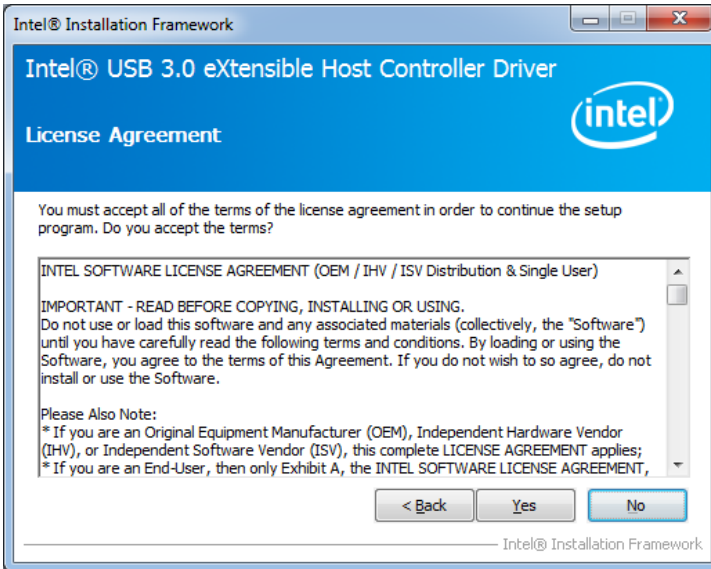 Intel® Installation Framework
Intel® USB 3.0 eXtensible Host Controller Driver
intel
License Agreement
You must accept all of the terms of the license agreement in order to continue the setup
program. Do you accept the terms?
INTEL SOFTWARE LICENSE AGREEMENT (OEM / IHV / ISV Distribution & Single User)
IMPORTANT - READ BEFORE COPYING, INSTALLING OR USING.
Do not use or load this software and any associated materials (collectively, the "Software")
until you have carefully read the following terms and conditions. By loading or using the
Software, you agree to the terms of this Agreement. If you do not wish to so agree, do not
install or use the Software.
Please Also Note:
* If you are an Original Equipment Manufacturer (OEM), Independent Hardware Vendor
(IHV), or Independent Software Vendor (ISV), this complete LICENSE AGREEMENT applies;
* If you are an End-User, then only Exhibit A, the INTEL SOFTWARE LICENSE AGREEMENT,
< Back Yes No
Intel® Installation Framework